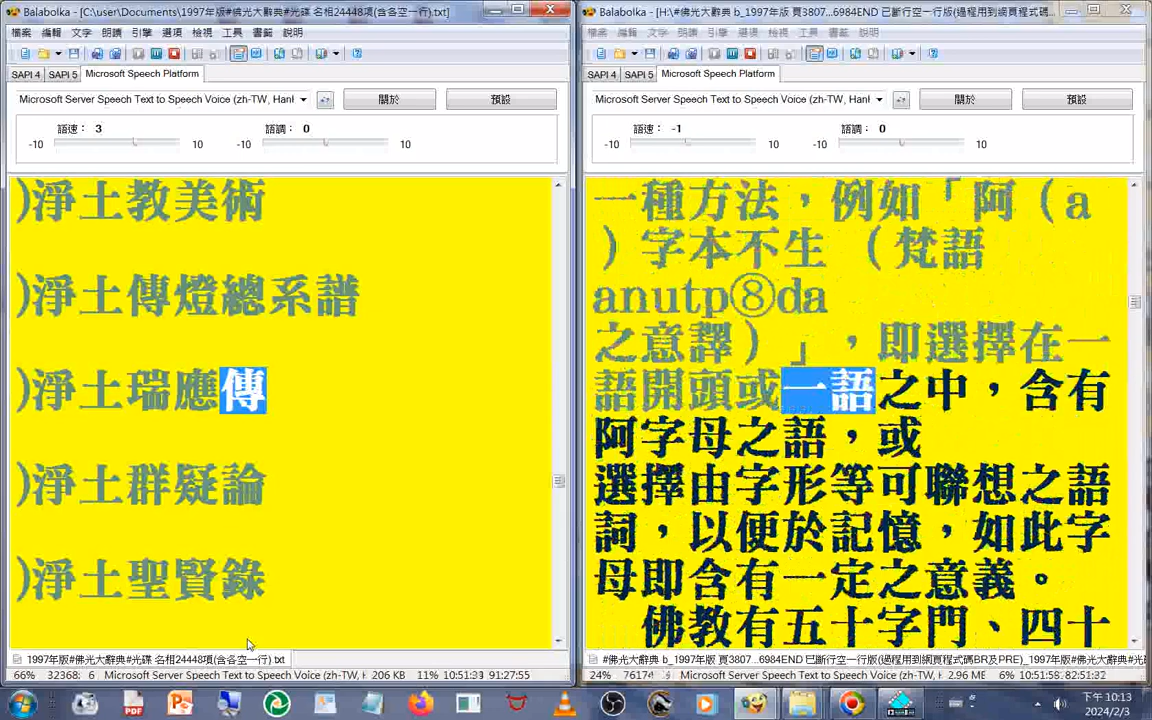 Balabolka - [C:\user\Documents\1997年版#佛光大辭典#光碟 名相24448項(含各空一行).txt]
檔案 編輯 文字 朗讀 引擎 選項 檢視 工具 書籤 說明
SAPI 4 SAPI 5 Microsoft Speech Platform
Microsoft Server Speech Text to Speech Voice (zh-TW, Hanl
關於 預設
語速： 3 語調： 0
-10 10 -10 10
)淨土教美術
)淨土傳燈總系譜
)淨土瑞應傳
)淨土群疑論
)淨土聖賢錄
1997年版#佛光大辭典#光碟 名相24448項(含各空一行).txt
66% 32368: 6 Microsoft Server Speech Text to Speech Voice (zh-TW, H 206 KB 11% 10:51:33 91:27:55
Balabolka - [H:\#佛光大辭典 b_1997年版 頁3807...6984END 已斷行空一行版(過程用到網頁程式碼
檔案 編輯 文字 朗讀 引擎 選項 檢視 工具 書籤 說明
SAPI 4 SAPI 5 Microsoft Speech Platform
Microsoft Server Speech Text to Speech Voice (zh-TW, Hanl
關於 預設
語速： -1 語調： 0
-10 10 -10 10
一種方法，例如「阿（a
）字本不生 （梵語
anutp⑧da
之意譯）」，即選擇在一
語開頭或一語之中，含有
阿字母之語，或
選擇由字形等可聯想之語
詞，以便於記憶，如此字
母即含有一定之意義。
佛教有五十字門、四十
#佛光大辭典 b_1997年版 頁3807...6984END 已斷行空一行版(過程用到網頁程式碼BR及PRE)_1997年版#佛光
24% 76174 Microsoft Server Speech Text to Speech Voice (zh-TW, H 2.96 MB 6% 10:51:58 82:51:32
下午 10:13
2024/2/3